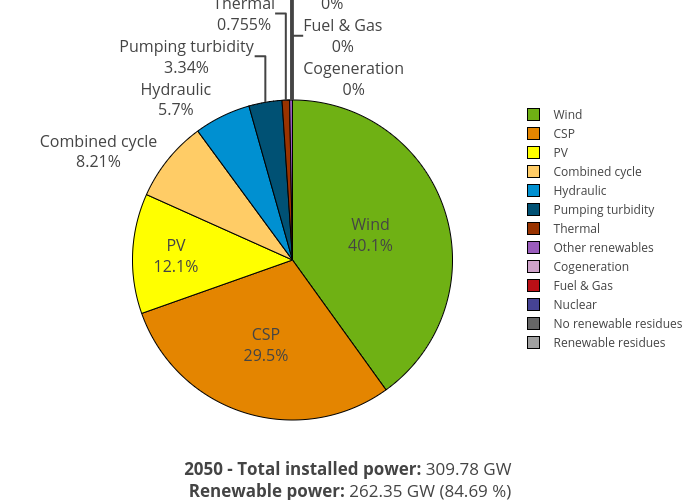 Thermal
0.755%
0%
Fuel & Gas
0%
Pumping turbidity
3.34%
Cogeneration
0%
Hydraulic
5.7%
Combined cycle
8.21%
Wind
40.1%
PV
12.1%
CSP
29.5%
Wind
CSP
PV
Combined cycle
Hydraulic
Pumping turbidity
Thermal
Other renewables
Cogeneration
Fuel & Gas
Nuclear
No renewable residues
Renewable residues
2050 - Total installed power: 309.78 GW
Renewable power: 262.35 GW (84.69 %)